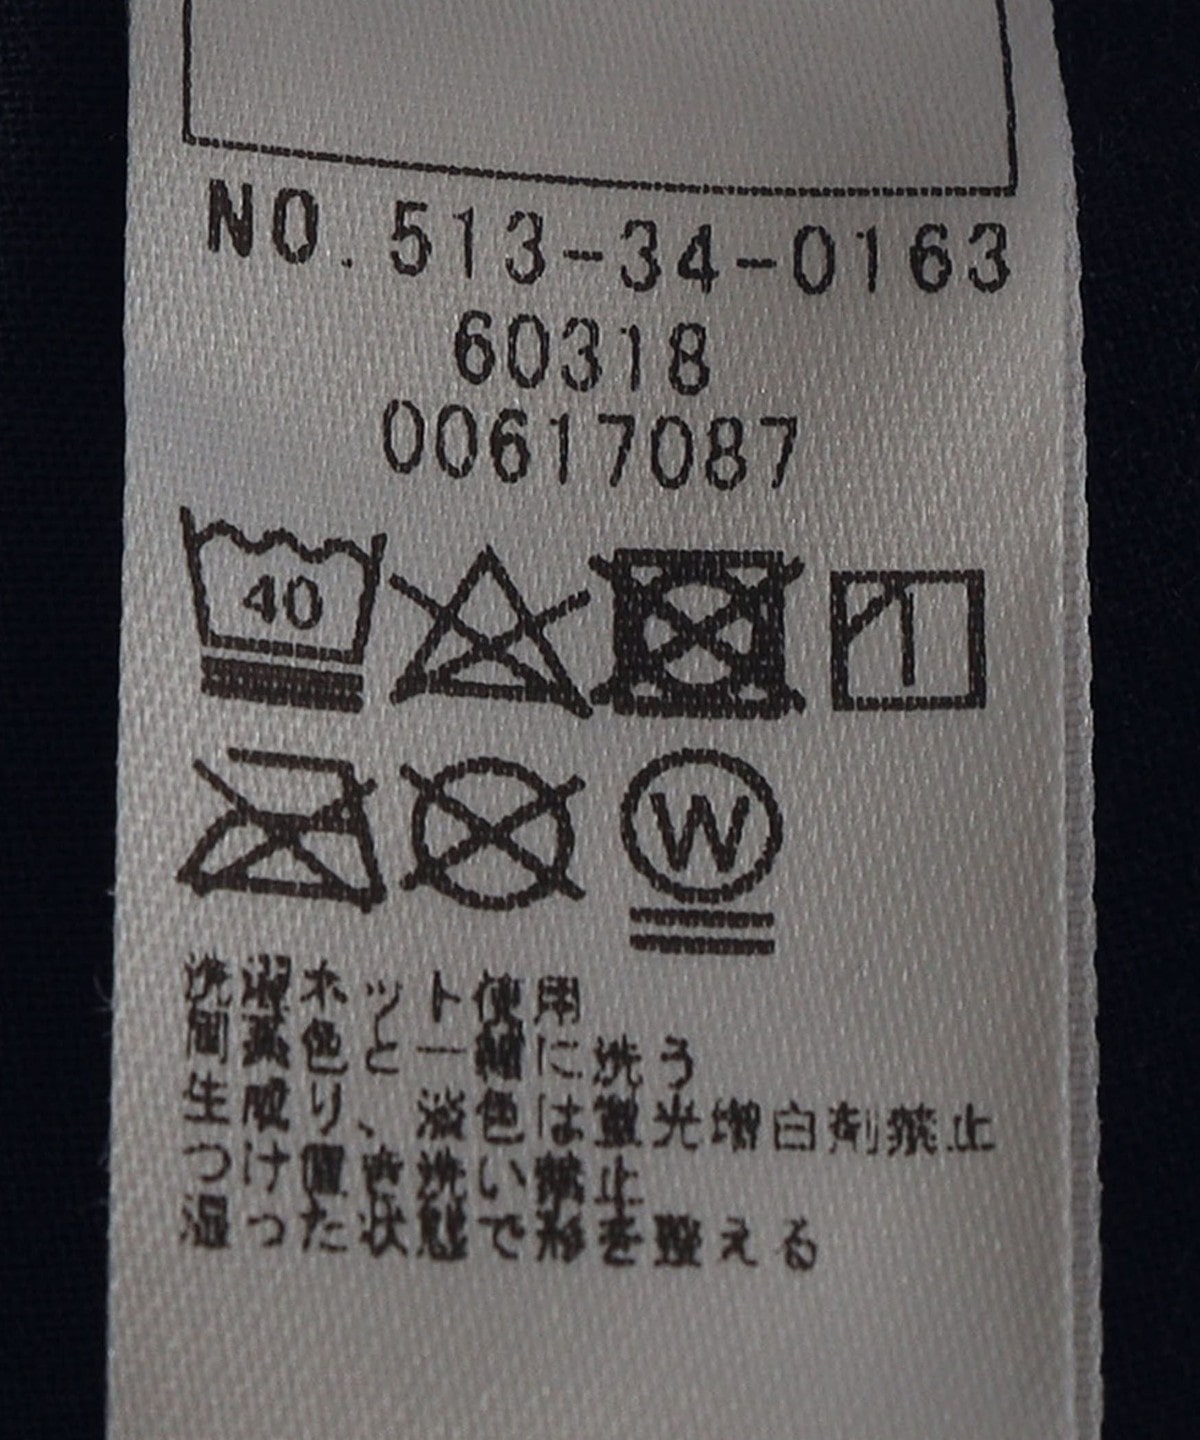 NO. 513-34-0163
60318
00617087
40
W
洗濯ネット使用
同系色と一緒に洗う
生成り、淡色は蛍光増白剤禁止
つけ置き洗い禁止
湿った状態で形を整える